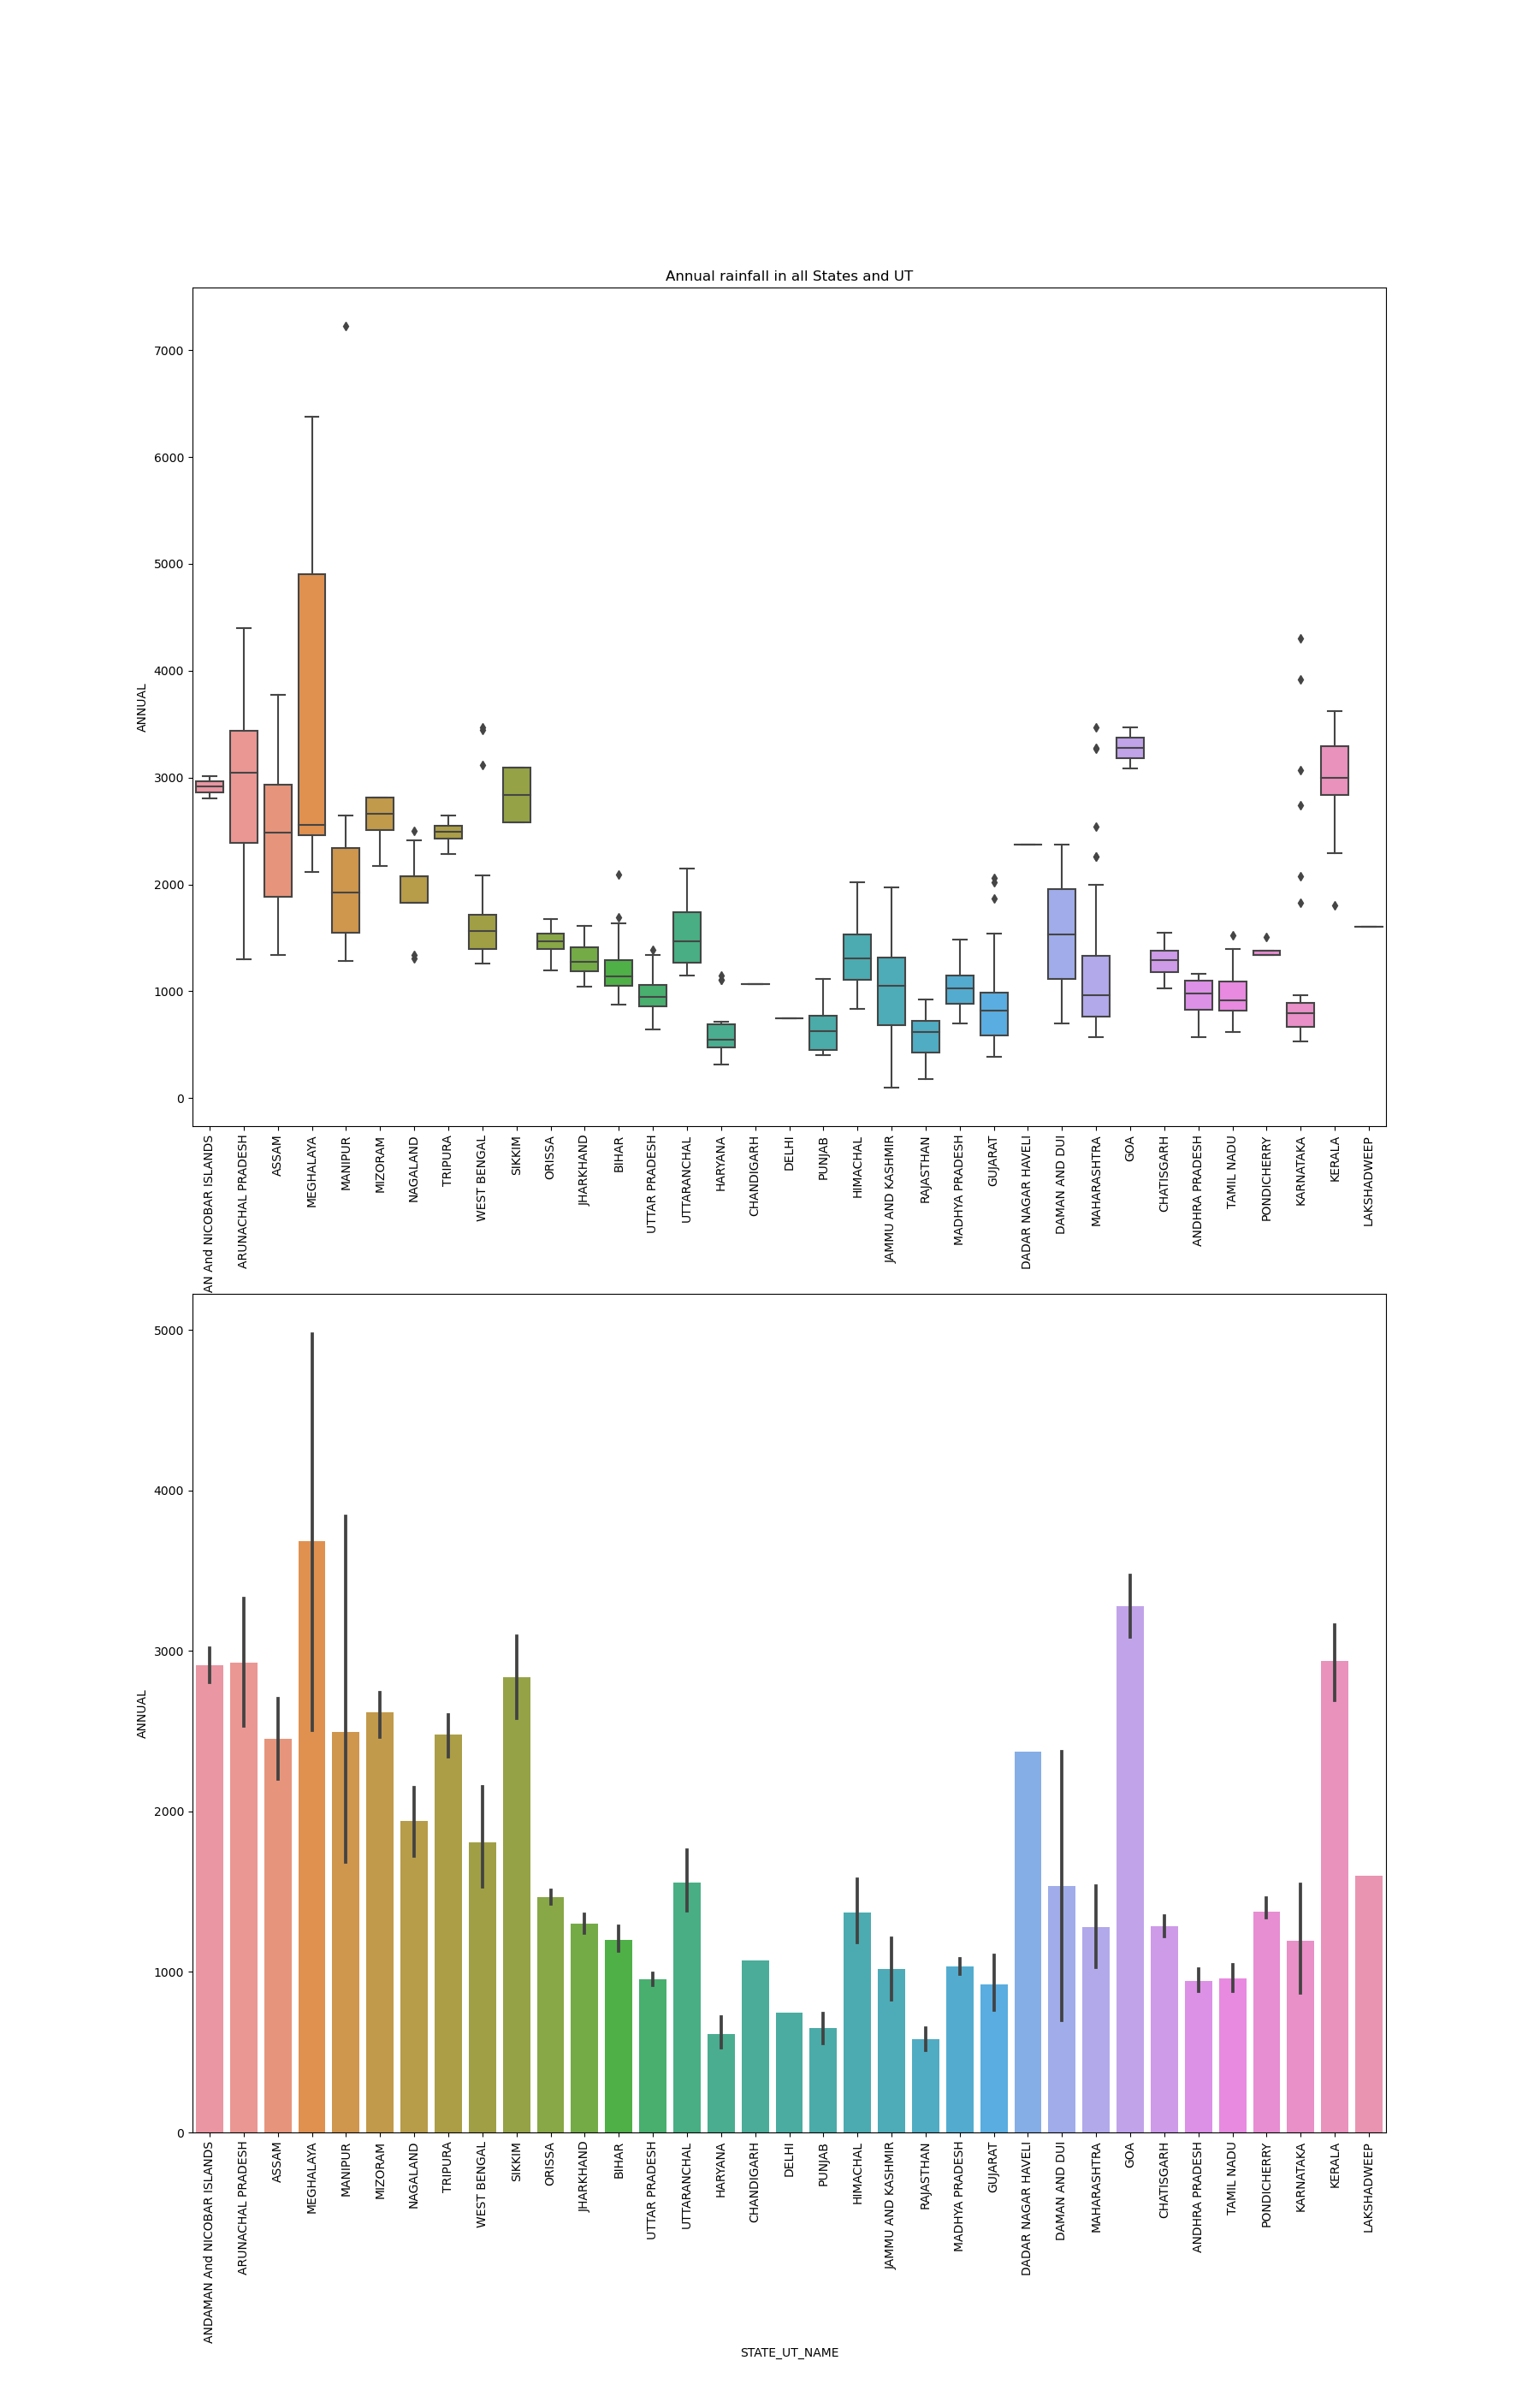 Annual rainfall in all States and UT
7000
6000
5000
4000
3000
2000
1000
0
ANNUAL
AN And NICOBAR ISLANDS
ARUNACHAL PRADESH
ASSAM
MEGHALAYA
MANIPUR
MIZORAM
NAGALAND
TRIPURA
WEST BENGAL
SIKKIM
ORISSA
JHARKHAND
BIHAR
UTTAR PRADESH
UTTARANCHAL
HARYANA
CHANDIGARH
DELHI
PUNJAB
HIMACHAL
JAMMU AND KASHMIR
RAJASTHAN
MADHYA PRADESH
GUJARAT
DADAR NAGAR HAVELI
DAMAN AND DUI
MAHARASHTRA
GOA
CHATISGARH
ANDHRA PRADESH
TAMIL NADU
PONDICHERRY
KARNATAKA
KERALA
LAKSHADWEEP
5000
4000
3000
2000
1000
0
ANNUAL
ANDAMAN And NICOBAR ISLANDS
ARUNACHAL PRADESH
ASSAM
MEGHALAYA
MANIPUR
MIZORAM
NAGALAND
TRIPURA
WEST BENGAL
SIKKIM
ORISSA
JHARKHAND
BIHAR
UTTAR PRADESH
UTTARANCHAL
HARYANA
CHANDIGARH
DELHI
PUNJAB
HIMACHAL
JAMMU AND KASHMIR
RAJASTHAN
MADHYA PRADESH
GUJARAT
DADAR NAGAR HAVELI
DAMAN AND DUI
MAHARASHTRA
GOA
CHATISGARH
ANDHRA PRADESH
TAMIL NADU
PONDICHERRY
KARNATAKA
KERALA
LAKSHADWEEP
STATE_UT_NAME